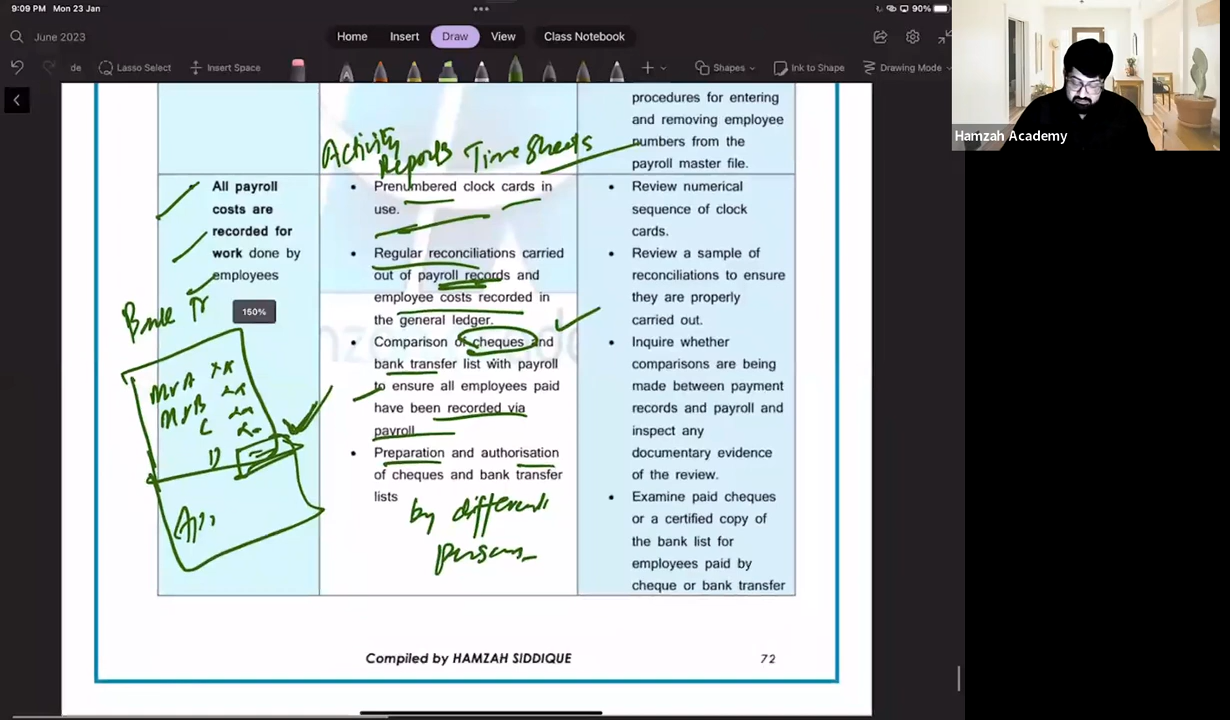 9:09 PM Mon 23 Jan
90%
June 2023
Home Insert Draw View Class Notebook
de
Lasso Select
Insert Space
Shapes
Ink to Shape
Drawing Mode
Hamzah Academy
procedures for entering
and removing employee
numbers from the
payroll master file.
Activity
Reports Time Sheets
All payroll
costs are
recorded for
work done by
employees
Prenumbered clock cards in
use.
Regular reconciliations carried
out of payroll records and
employee costs recorded in
the general ledger.
Comparison of cheques and
bank transfer list with payroll
to ensure all employees paid
have been recorded via
payroll
Preparation and authorisation
of cheques and bank transfer
lists
by different
persons
Review numerical
sequence of clock
cards.
Review a sample of
reconciliations to ensure
they are properly
carried out.
Inquire whether
comparisons are being
made between payment
records and payroll and
inspect any
documentary evidence
of the review.
Examine paid cheques
or a certified copy of
the bank list for
employees paid by
cheque or bank transfer
150%
Bank Tr
Mr A xx
Mr B xx
C xx
D
Compiled by HAMZAH SIDDIQUE
72